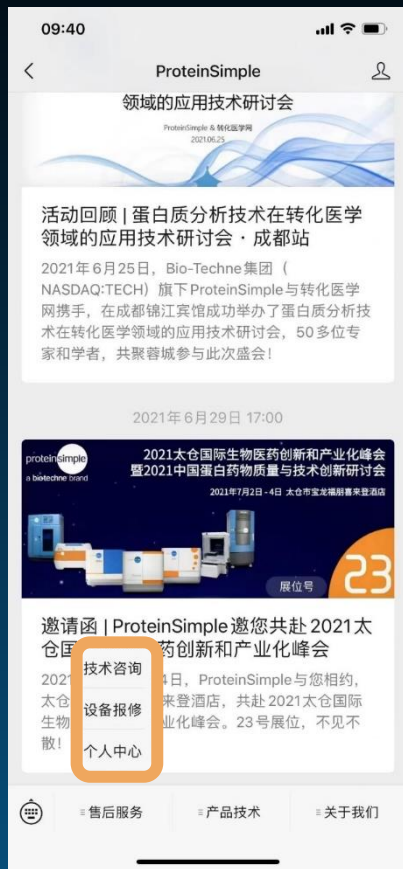 09:40
ProteinSimple
领域的应用技术研讨会
ProteinSimple & 转化医学网
2021.06.25
活动回顾 | 蛋白质分析技术在转化医学
领域的应用技术研讨会 · 成都站
2021年6月25日，Bio-Techne集团（
NASDAQ:TECH）旗下ProteinSimple与转化医学
网携手，在成都锦江宾馆成功举办了蛋白质分析技
术在转化医学领域的应用技术研讨会，50多位专
家和学者，共聚蓉城参与此次盛会！
2021年6月29日 17:00
proteinsimple
a biotechne brand
2021太仓国际生物医药创新和产业化峰会
暨2021中国蛋白药物质量与技术创新研讨会
2021年7月2日 - 4日 太仓市宝龙福朋喜来登酒店
展位号
23
邀请函 | ProteinSimple 邀您共赴 2021太
仓国 药创新和产业化峰会
技术咨询
2021 4日，ProteinSimple与您相约，
太仓 来登酒店，共赴2021太仓国际
设备报修
生物 业化峰会。23号展位，不见不
散！
个人中心
售后服务
产品技术
关于我们